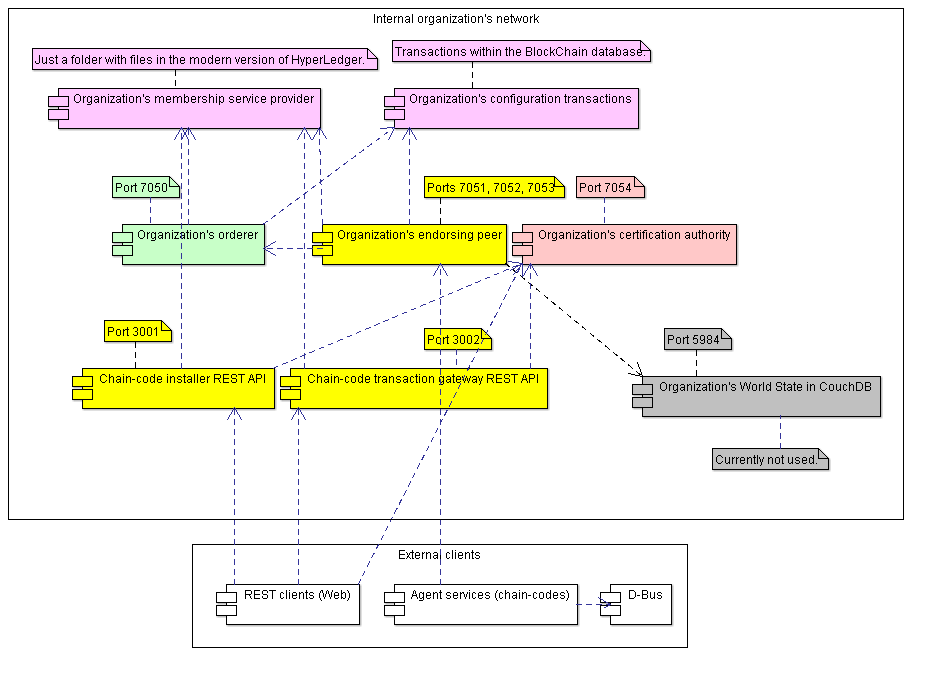 Internal organization's network
Just a folder with files in the modern version of HyperLedger.
Transactions within the BlockChain database.
Organization's membership service provider
Organization's configuration transactions
Port 7050
Ports 7051, 7052, 7053
Port 7054
Organization's orderer
Organization's endorsing peer
Organization's certification authority
Port 3001
Port 3002
Port 5984
Chain-code installer REST API
Chain-code transaction gateway REST API
Organization's World State in CouchDB
Currently not used.
External clients
REST clients (Web)
Agent services (chain-codes)
D-Bus